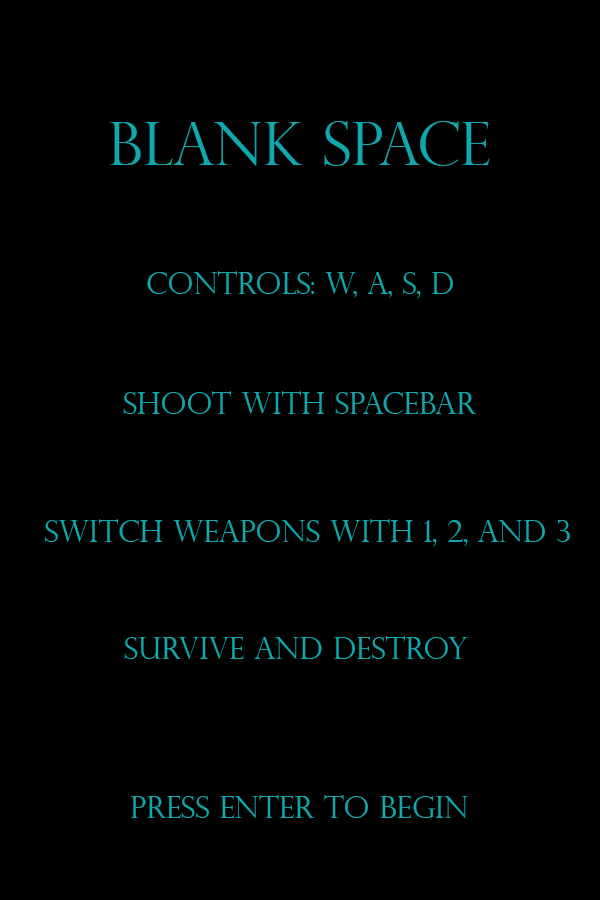 BLANK SPACE
CONTROLS: W, A, S, D
SHOOT WITH SPACEBAR
SWITCH WEAPONS WITH 1, 2, AND 3
SURVIVE AND DESTROY
PRESS ENTER TO BEGIN